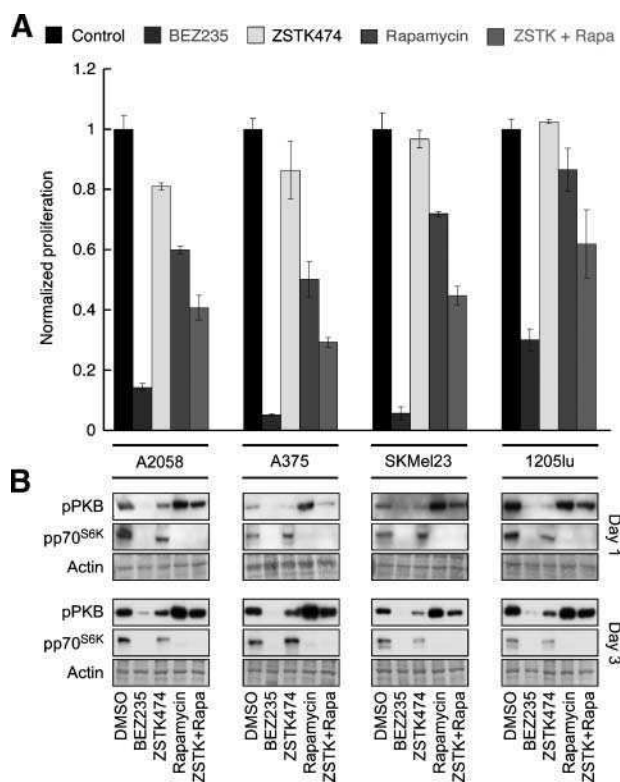 A
Control BEZ235 ZSTK474 Rapamycin ZSTK + Rapa
Normalized proliferation
1.2
1
0.8
0.6
0.4
0.2
0
A2058 A375 SKMel23 1205lu
B
pPKB
pp70S6K
Actin
Day 1
pPKB
pp70S6K
Actin
Day 3
DMSO BEZ235 ZSTK474 Rapamycin ZSTK+Rapa DMSO BEZ235 ZSTK474 Rapamycin ZSTK+Rapa DMSO BEZ235 ZSTK474 Rapamycin ZSTK+Rapa DMSO BEZ235 ZSTK474 Rapamycin ZSTK+Rapa